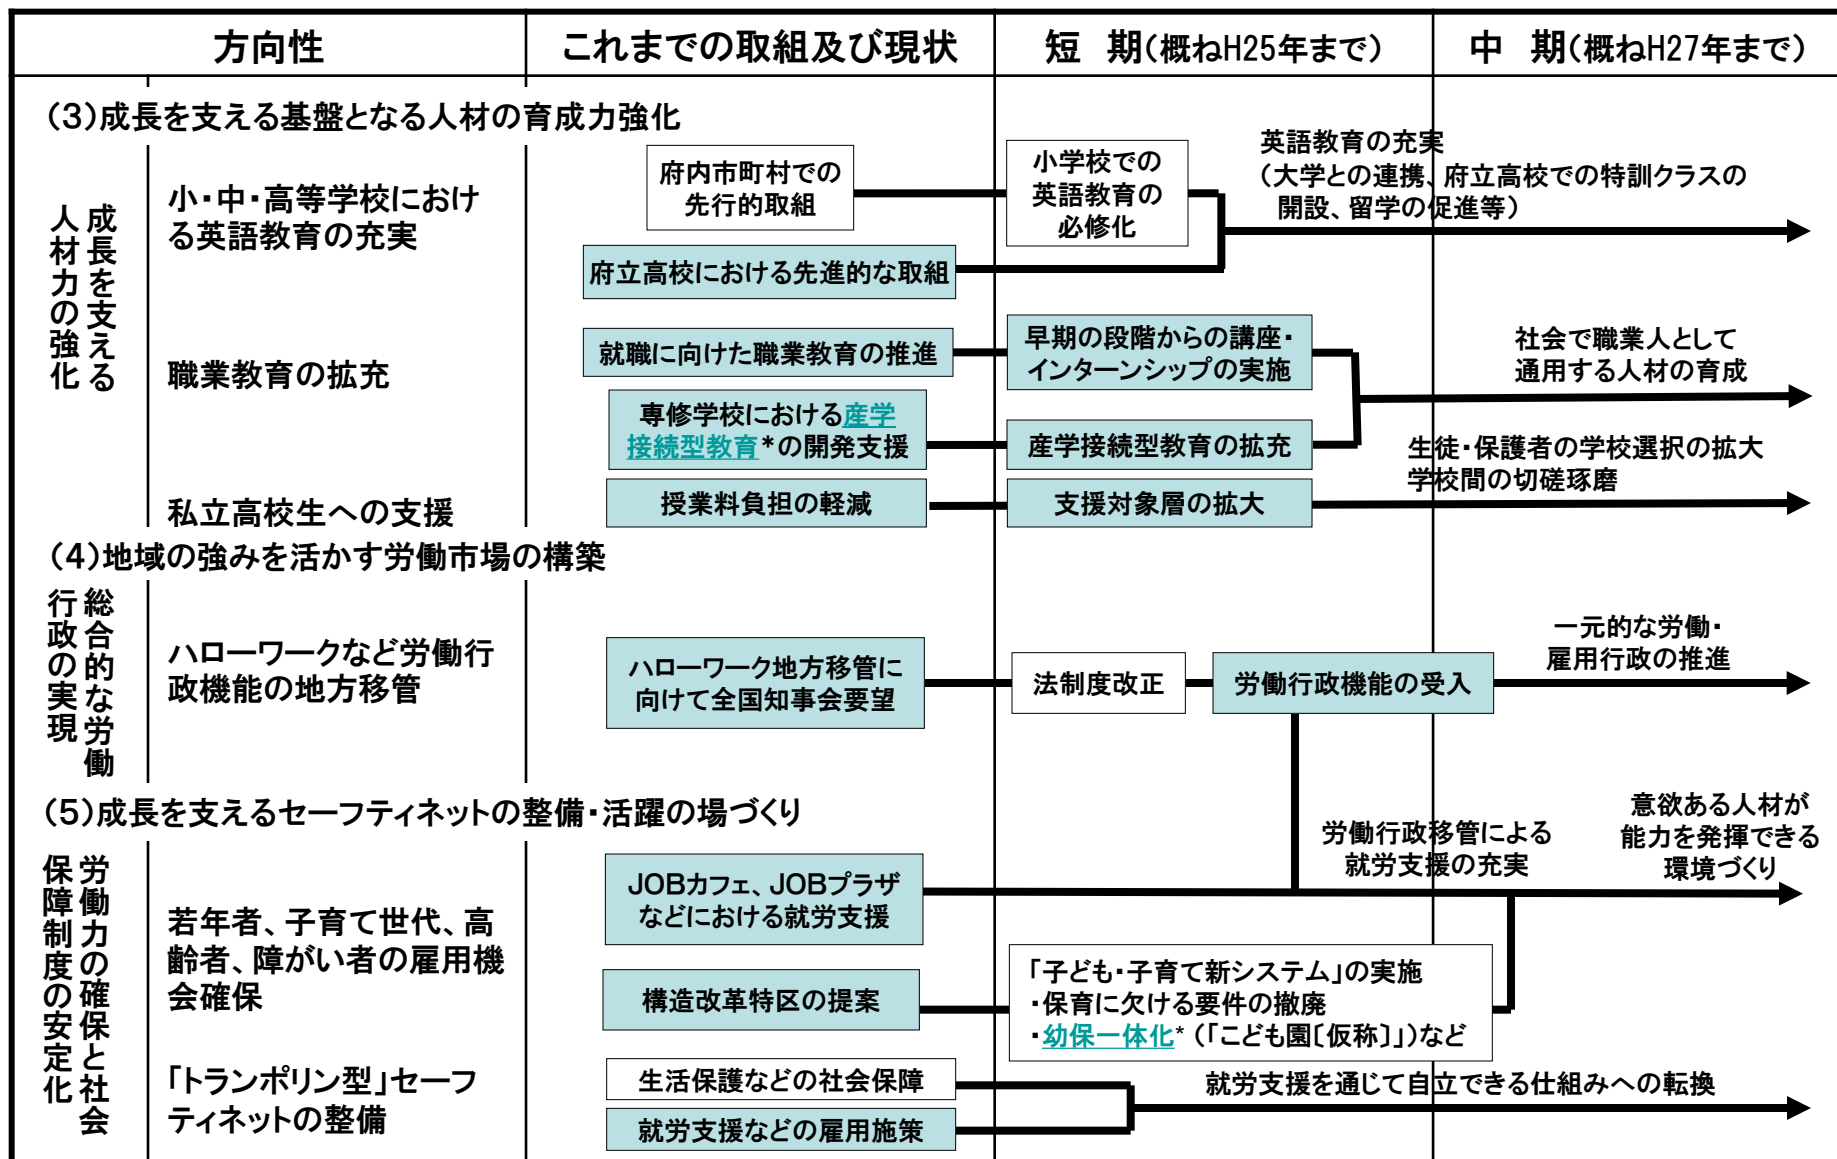 方向性
これまでの取組及び現状
短　期(概ねH25年まで)
中　期(概ねH27年まで)
(3)成長を支える基盤となる人材の育成力強化
成長を支える
人材力の強化
小・中・高等学校におけ
る英語教育の充実
府内市町村での
先行的取組
小学校での
英語教育の
必修化
英語教育の充実
(大学との連携、府立高校での特訓クラスの
開設、留学の促進等)
府立高校における先進的な取組
職業教育の拡充
就職に向けた職業教育の推進
早期の段階からの講座・
インターンシップの実施
社会で職業人として
通用する人材の育成
専修学校における産学
接続型教育*の開発支援
産学接続型教育の拡充
生徒・保護者の学校選択の拡大
学校間の切磋琢磨
私立高校生への支援
授業料負担の軽減
支援対象層の拡大
(4)地域の強みを活かす労働市場の構築
総合的な労働
行政の実現
ハローワークなど労働行
政機能の地方移管
ハローワーク地方移管に
向けて全国知事会要望
法制度改正
労働行政機能の受入
一元的な労働・
雇用行政の推進
(5)成長を支えるセーフティネットの整備・活躍の場づくり
労働力の確保と社会
保障制度の安定化
若年者、子育て世代、高
齢者、障がい者の雇用機
会確保
JOBカフェ、JOBプラザ
などにおける就労支援
労働行政移管による
就労支援の充実
意欲ある人材が
能力を発揮できる
環境づくり
構造改革特区の提案
「子ども・子育て新システム」の実施
・保育に欠ける要件の撤廃
・幼保一体化*(「こども園〔仮称〕」)など
「トランポリン型」セーフ
ティネットの整備
生活保護などの社会保障
就労支援などの雇用施策
就労支援を通じて自立できる仕組みへの転換